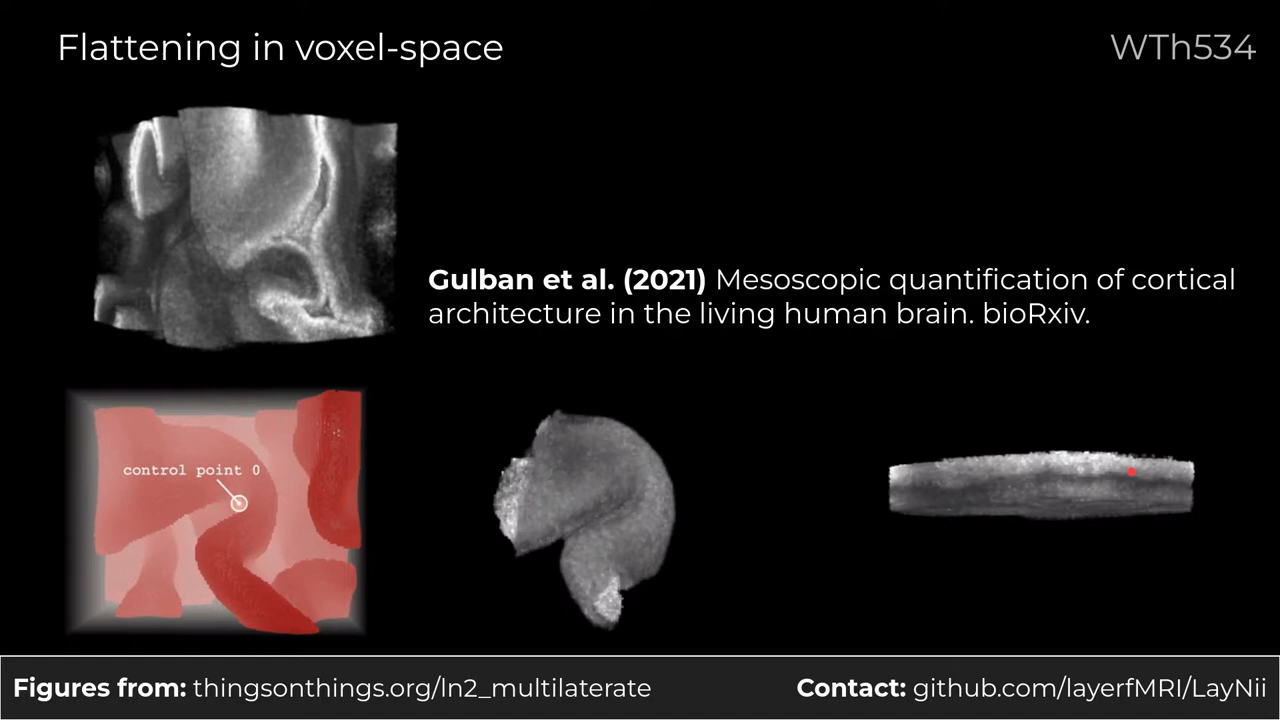 Flattening in voxel-space
WTh534
Gulban et al. (2021) Mesoscopic quantification of cortical
architecture in the living human brain. bioRxiv.
control point 0
Figures from: thingsonthings.org/ln2_multilaterate
Contact: github.com/layerfMRI/LayNii